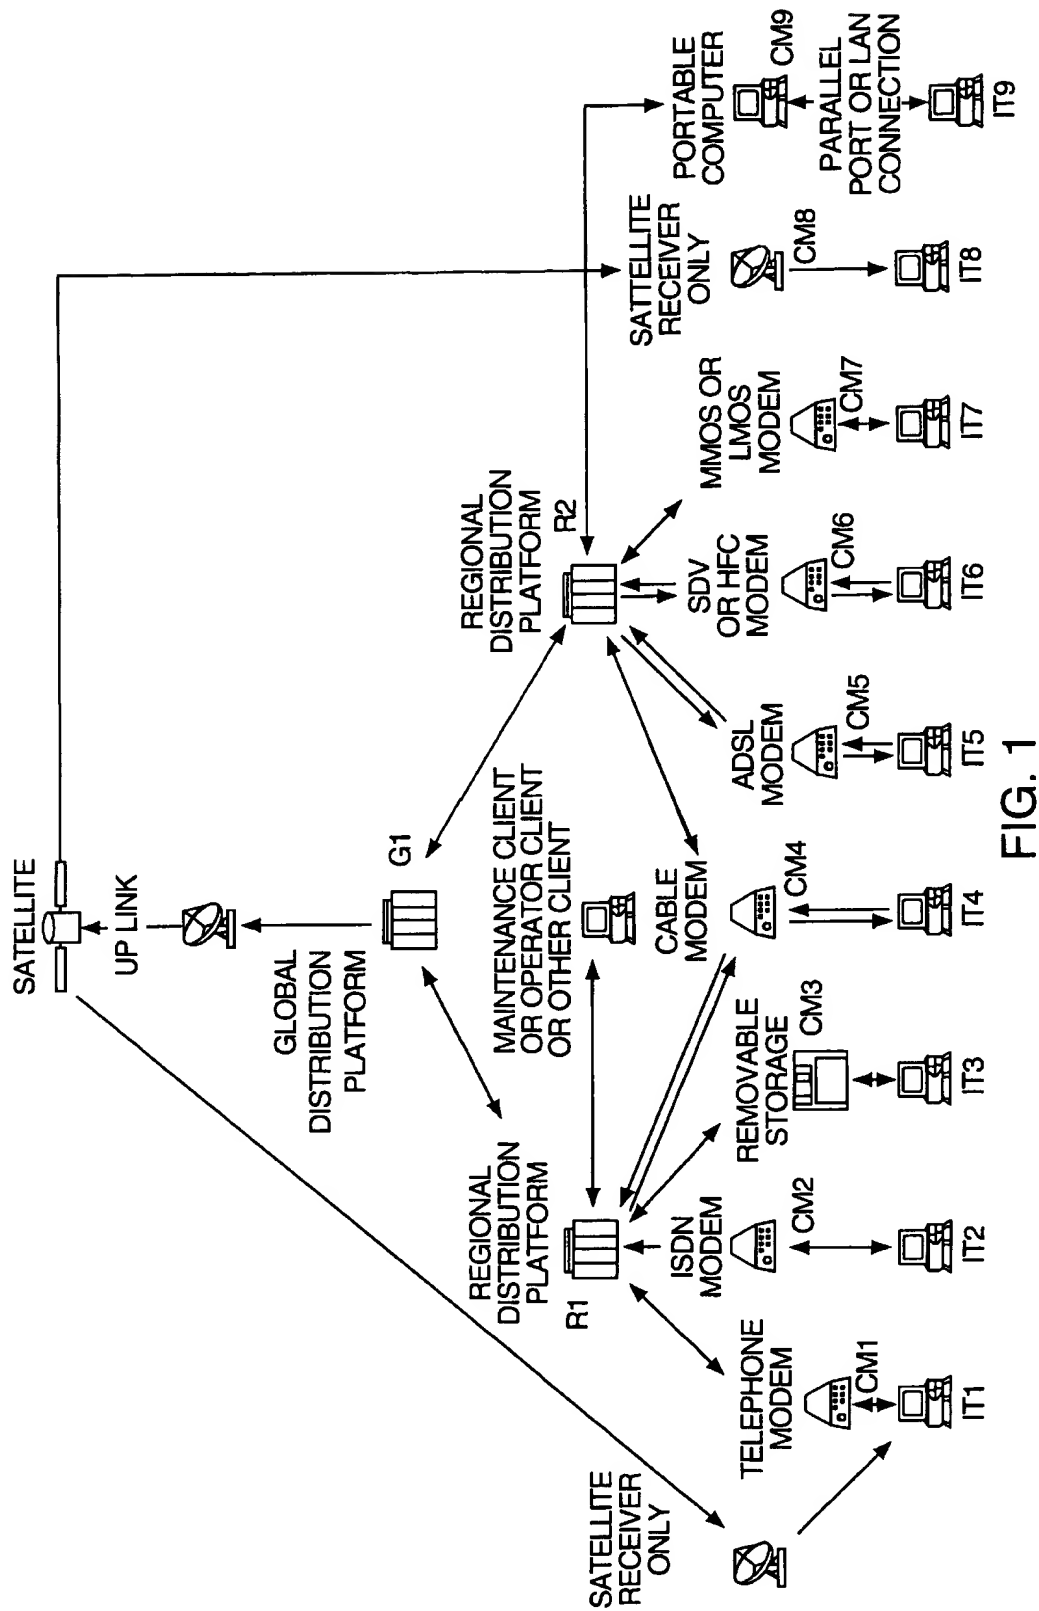 SATELLITE
UP LINK
GLOBAL
DISTRIBUTION
PLATFORM
G1
REGIONAL
DISTRIBUTION
PLATFORM
R1
MAINTENANCE CLIENT
OR OPERATOR CLIENT
OR OTHER CLIENT
REGIONAL
DISTRIBUTION
PLATFORM
R2
SATELLITE
RECEIVER
ONLY
TELEPHONE
MODEM
CM1
IT1
ISDN
MODEM
CM2
IT2
REMOVABLE
STORAGE
CM3
IT3
CABLE
MODEM
CM4
IT4
ADSL
MODEM
CM5
IT5
SDV
OR HFC
MODEM
CM6
IT6
MMOS OR
LMOS
MODEM
CM7
IT7
SATTELLITE
RECEIVER
ONLY
CM8
IT8
PORTABLE
COMPUTER
CM9
PARALLEL
PORT OR LAN
CONNECTION
IT9
FIG. 1